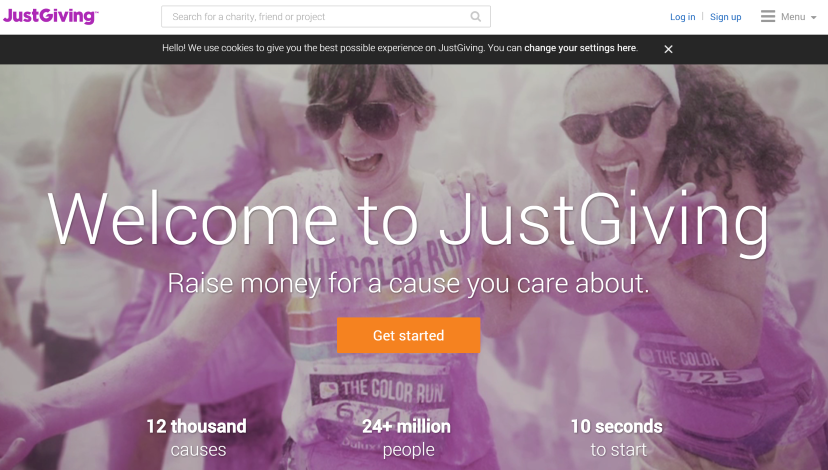 JustGiving™
Search for a charity, friend or project
Log in | Sign up
Menu
Hello! We use cookies to give you the best possible experience on JustGiving. You can change your settings here.
Welcome to JustGiving
Raise money for a cause you care about.
THE COLOR RUN
Get started
THE COLOR RUN
THE COLOR
2725
674
12 thousand
causes
24+ million
people
10 seconds
to start